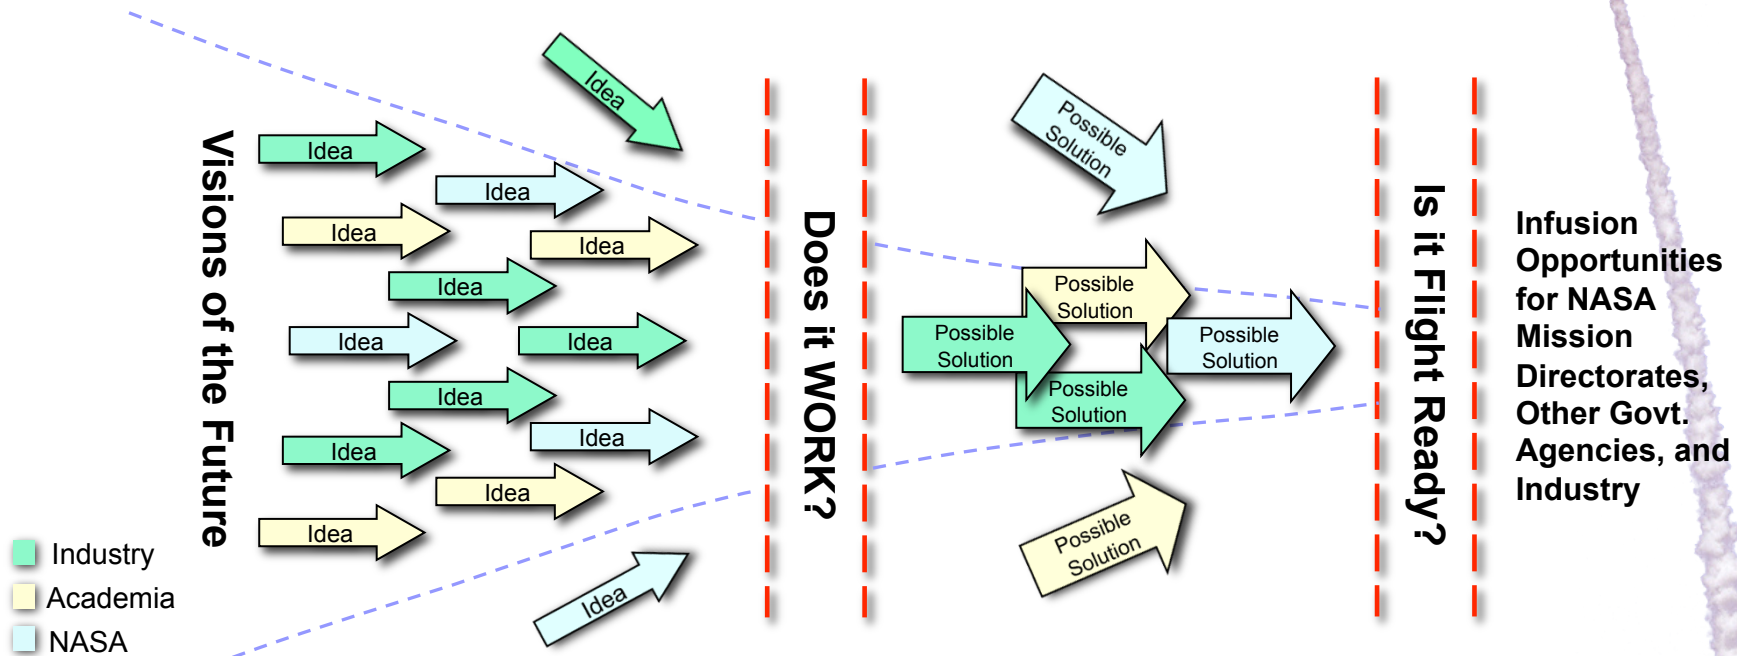 Visions of the Future
Idea
Idea
Idea
Idea
Idea
Idea
Idea
Idea
Idea
Idea
Idea
Idea
Idea
Idea
Industry
Academia
NASA
Does it WORK?
Possible
Solution
Possible
Solution
Possible
Solution
Possible
Solution
Possible
Solution
Possible
Solution
Is it Flight Ready?
Infusion
Opportunities
for NASA
Mission
Directorates,
Other Govt.
Agencies, and
Industry